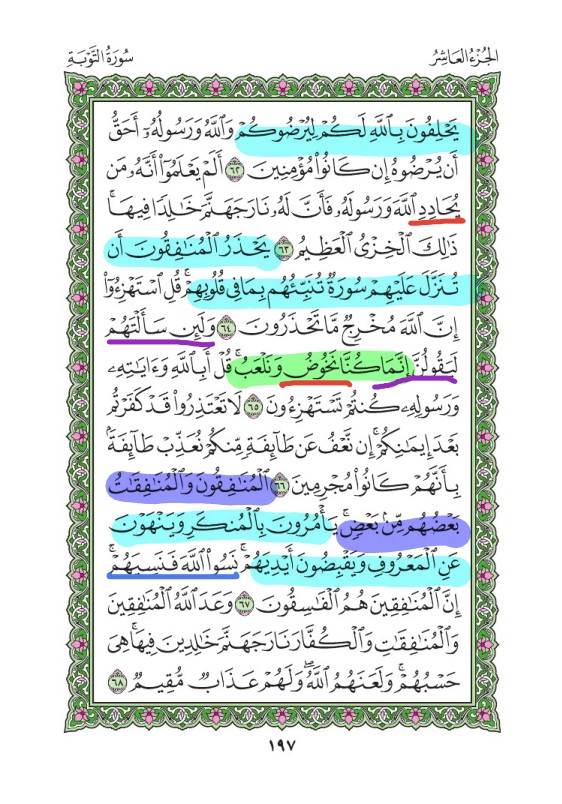 الجُزْءُ العَاشِرُ سُورَةُ التَّوْبَةِ
يَحْلِفُونَ بِٱللَّهِ لَكُمْ لِيُرْضُوكُمْ وَٱللَّهُ وَرَسُولُهُۥٓ أَحَقُّ
أَن يُرْضُوهُ إِن كَانُوا۟ مُؤْمِنِينَ ٦٢ أَلَمْ يَعْلَمُوٓا۟ أَنَّهُۥ مَن
يُحَادِدِ ٱللَّهَ وَرَسُولَهُۥ فَأَنَّ لَهُۥ نَارَ جَهَنَّمَ خَـٰلِدًا فِيهَا ۚ
ذَٰلِكَ ٱلْخِزْىُ ٱلْعَظِيمُ ٦٣ يَحْذَرُ ٱلْمُنَـٰفِقُونَ أَن
تُنَزَّلَ عَلَيْهِمْ سُورَةٌ تُنَبِّئُهُم بِمَا فِى قُلُوبِهِمْ ۚ قُلِ ٱسْتَهْزِءُوٓا۟
إِنَّ ٱللَّهَ مُخْرِجٌ مَّا تَحْذَرُونَ ٦٤ وَلَئِن سَأَلْتَهُمْ
لَيَقُولُنَّ إِنَّمَا كُنَّا نَخُوضُ وَنَلْعَبُ ۚ قُلْ أَبِٱللَّهِ وَءَايَـٰتِهِۦ
وَرَسُولِهِۦ كُنتُمْ تَسْتَهْزِءُونَ ٦٥ لَا تَعْتَذِرُوا۟ قَدْ كَفَرْتُم
بَعْدَ إِيمَـٰنِكُمْ ۚ إِن نَّعْفُ عَن طَآئِفَةٍ مِّنكُمْ نُعَذِّبْ طَآئِفَةًۢ
بِأَنَّهُمْ كَانُوا۟ مُجْرِمِينَ ٦٦ ٱلْمُنَـٰفِقُونَ وَٱلْمُنَـٰفِقَـٰتُ
بَعْضُهُم مِّنۢ بَعْضٍ ۚ يَأْمُرُونَ بِٱلْمُنكَرِ وَيَنْهَوْنَ
عَنِ ٱلْمَعْرُوفِ وَيَقْبِضُونَ أَيْدِيَهُمْ ۚ نَسُوا۟ ٱللَّهَ فَنَسِيَهُمْ ۗ
إِنَّ ٱلْمُنَـٰفِقِينَ هُمُ ٱلْفَـٰسِقُونَ ٦٧ وَعَدَ ٱللَّهُ ٱلْمُنَـٰفِقِينَ
وَٱلْمُنَـٰفِقَـٰتِ وَٱلْكُفَّارَ نَارَ جَهَنَّمَ خَـٰلِدِينَ فِيهَا ۚ هِىَ
حَسْبُهُمْ ۚ وَلَعَنَهُمُ ٱللَّهُ ۖ وَلَهُمْ عَذَابٌ مُّقِيمٌ ٦٨
١٩٧